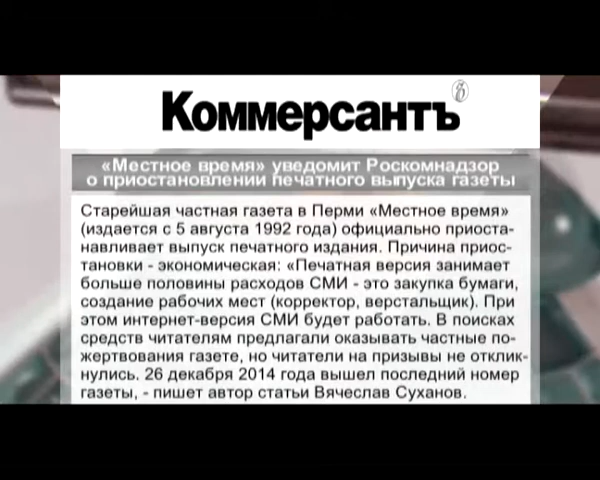 Коммерсантъ
«Местное время» уведомит Роскомнадзор
о приостановлении печатного выпуска газеты
Старейшая частная газета в Перми «Местное время»
(издается с 5 августа 1992 года) официально приоста-
навливает выпуск печатного издания. Причина приос-
тановки - экономическая: «Печатная версия занимает
больше половины расходов СМИ - это закупка бумаги,
создание рабочих мест (корректор, верстальщик). При
этом интернет-версия СМИ будет работать. В поисках
средств читателям предлагали оказывать частные по-
жертвования газете, но читатели на призывы не отклик-
нулись. 26 декабря 2014 года вышел последний номер
газеты, - пишет автор статьи Вячеслав Суханов.